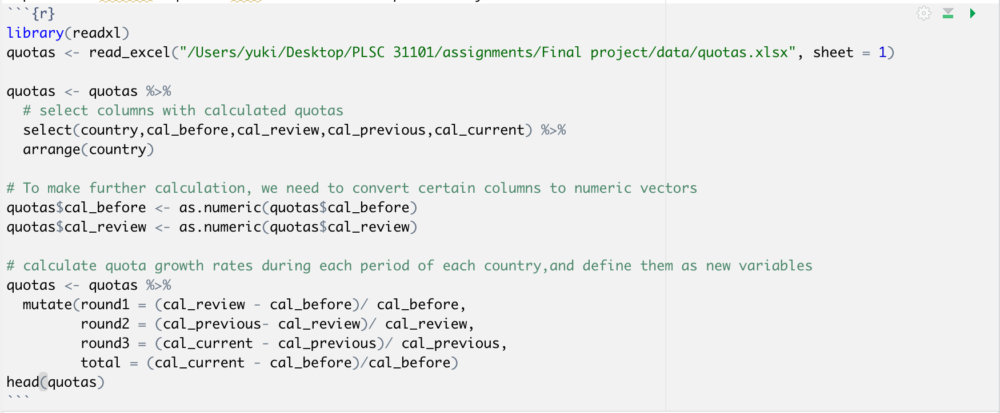 ```{r}
library(readxl)
quotas <- read_excel("/Users/yuki/Desktop/PLSC 31101/assignments/Final project/data/quotas.xlsx", sheet = 1)

quotas <- quotas %>%
  # select columns with calculated quotas
  select(country,cal_before,cal_review,cal_previous,cal_current) %>%
  arrange(country)

# To make further calculation, we need to convert certain columns to numeric vectors
quotas$cal_before <- as.numeric(quotas$cal_before)
quotas$cal_review <- as.numeric(quotas$cal_review)

# calculate quota growth rates during each period of each country,and define them as new variables
quotas <- quotas %>%
  mutate(round1 = (cal_review - cal_before)/ cal_before,
         round2 = (cal_previous- cal_review)/ cal_review,
         round3 = (cal_current - cal_previous)/ cal_previous,
         total = (cal_current - cal_before)/cal_before)
head(quotas)
```